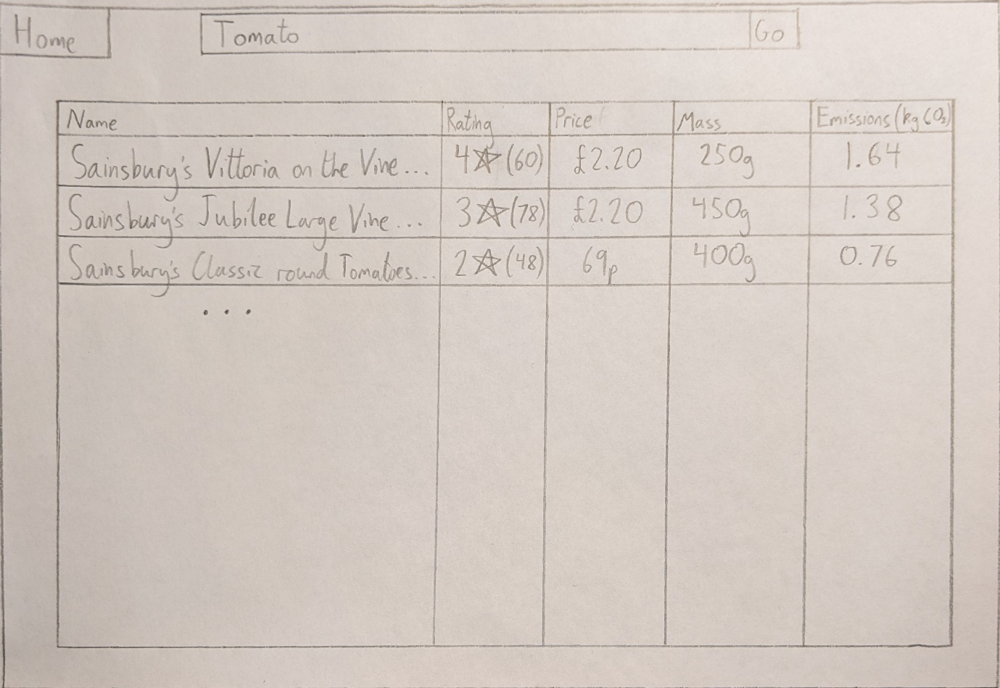 Home
Tomato Go
Name Rating Price Mass Emissions (kg CO₂)
Sainsbury's Vittoria on the Vine... 4☆(60) £2.20 250g 1.64
Sainsbury's Jubilee Large Vine... 3☆(78) £2.20 450g 1.38
Sainsbury's Classic round Tomatoes... 2☆(48) 69p 400g 0.76
...